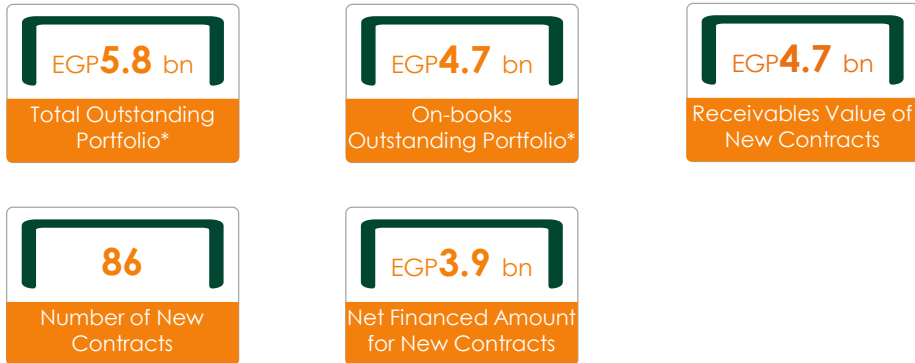 EGP5.8 bn
Total Outstanding
Portfolio*
EGP4.7 bn
On-books
Outstanding Portfolio*
EGP4.7 bn
Receivables Value of
New Contracts
86
Number of New
Contracts
EGP3.9 bn
Net Financed Amount
for New Contracts